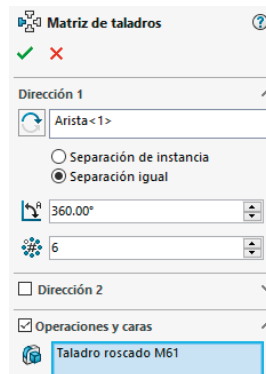 Matriz de taladros
Dirección 1
Arista<1>
Separación de instancia
Separación igual
360.00°
6
Dirección 2
Operaciones y caras
Taladro roscado M61